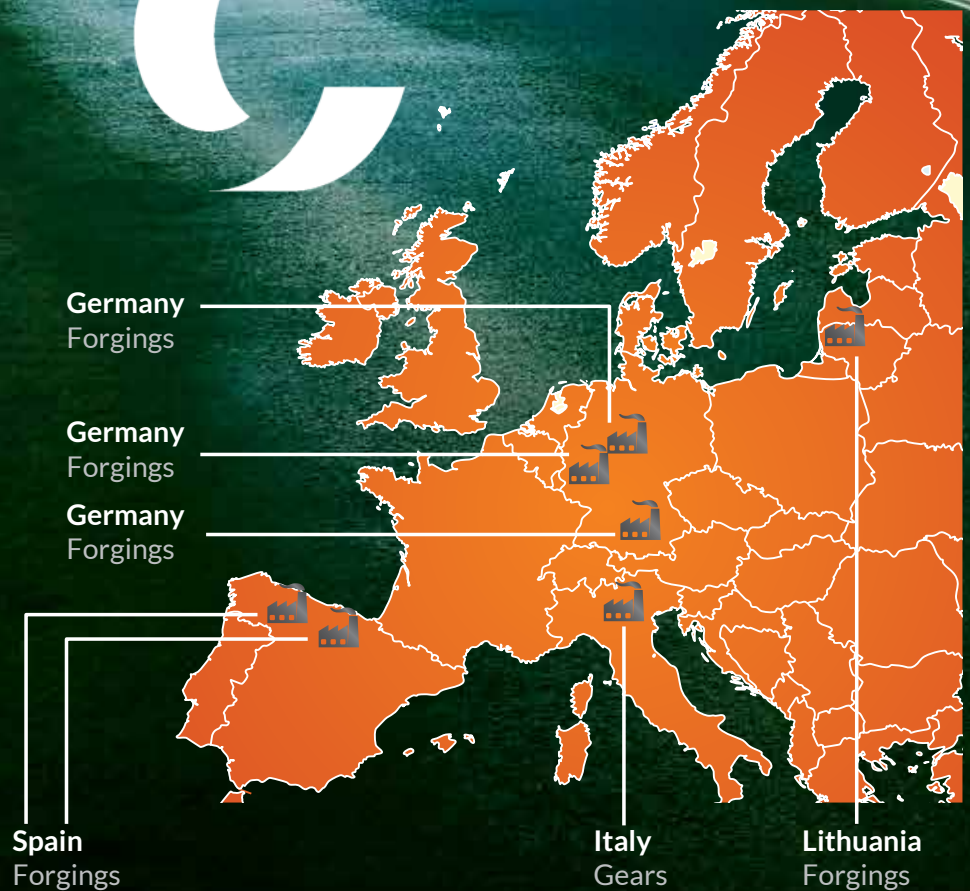 Germany
Forgings
Germany
Forgings
Germany
Forgings
Spain
Forgings
Italy
Gears
Lithuania
Forgings